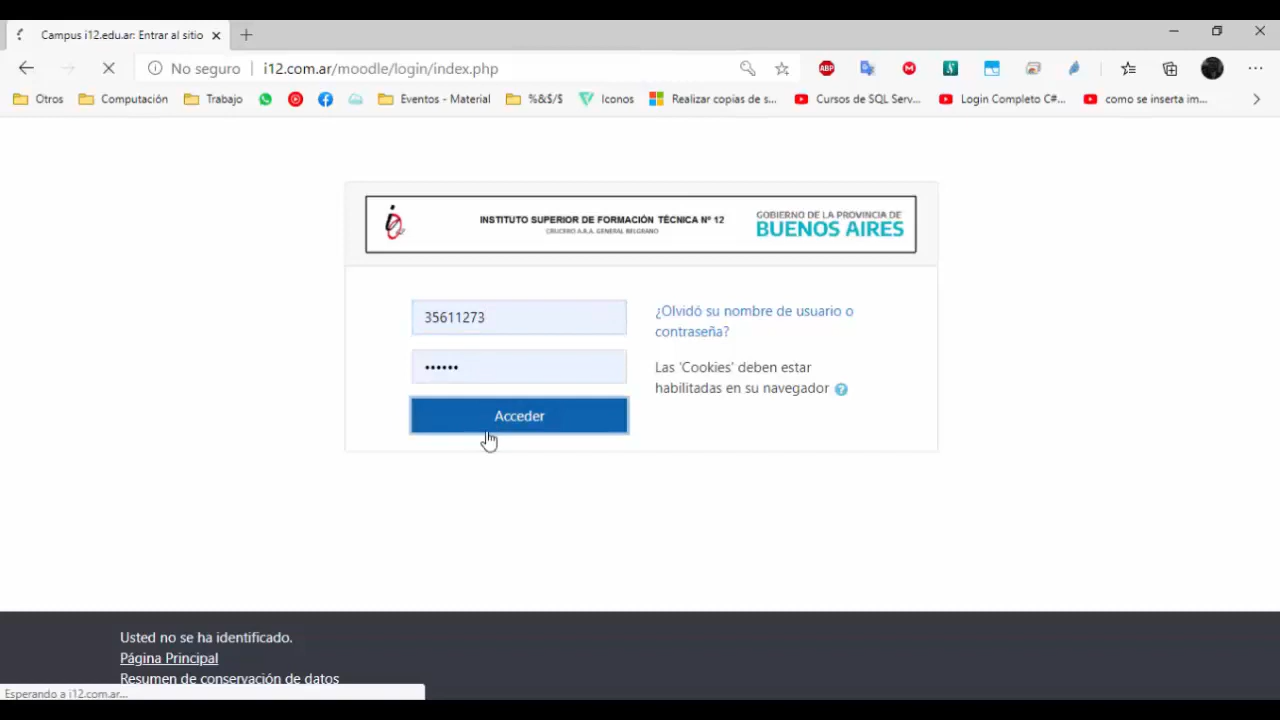 Campus i12.edu.ar: Entrar al sitio
No seguro
i12.com.ar/moodle/login/index.php
ABP
Otros
Computación
Trabajo
Eventos - Material
%&$/$
Iconos
Realizar copias de s...
Cursos de SQL Serv...
Login Completo C#...
como se inserta im...
INSTITUTO SUPERIOR DE FORMACIÓN TÉCNICA Nº 12
CRUCERO A.R.A. GENERAL BELGRANO
GOBIERNO DE LA PROVINCIA DE
BUENOS AIRES
35611273
••••••
Acceder
¿Olvidó su nombre de usuario o
contraseña?
Las 'Cookies' deben estar
habilitadas en su navegador
Usted no se ha identificado.
Página Principal
Resumen de conservación de datos
Esperando a i12.com.ar...